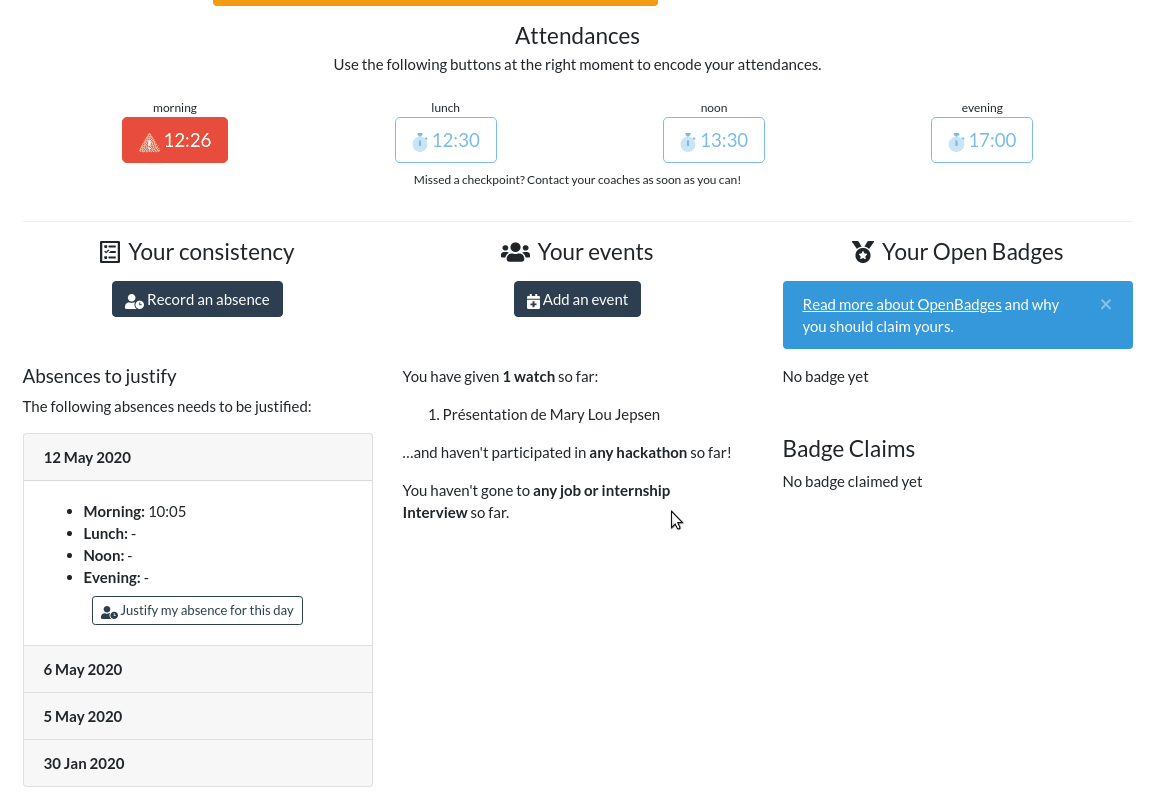 Attendances
Use the following buttons at the right moment to encode your attendances.
morning
12:26
lunch
12:30
noon
13:30
evening
17:00
Missed a checkpoint? Contact your coaches as soon as you can!
Your consistency
Record an absence
Absences to justify
The following absences needs to be justified:
12 May 2020
Morning: 10:05
Lunch: -
Noon: -
Evening: -
Justify my absence for this day
6 May 2020
5 May 2020
30 Jan 2020
Your events
Add an event
You have given 1 watch so far:
1. Présentation de Mary Lou Jepsen
...and haven't participated in any hackathon so far!
You haven't gone to any job or internship
Interview so far.
Your Open Badges
Read more about OpenBadges and why
you should claim yours.
×
No badge yet
Badge Claims
No badge claimed yet